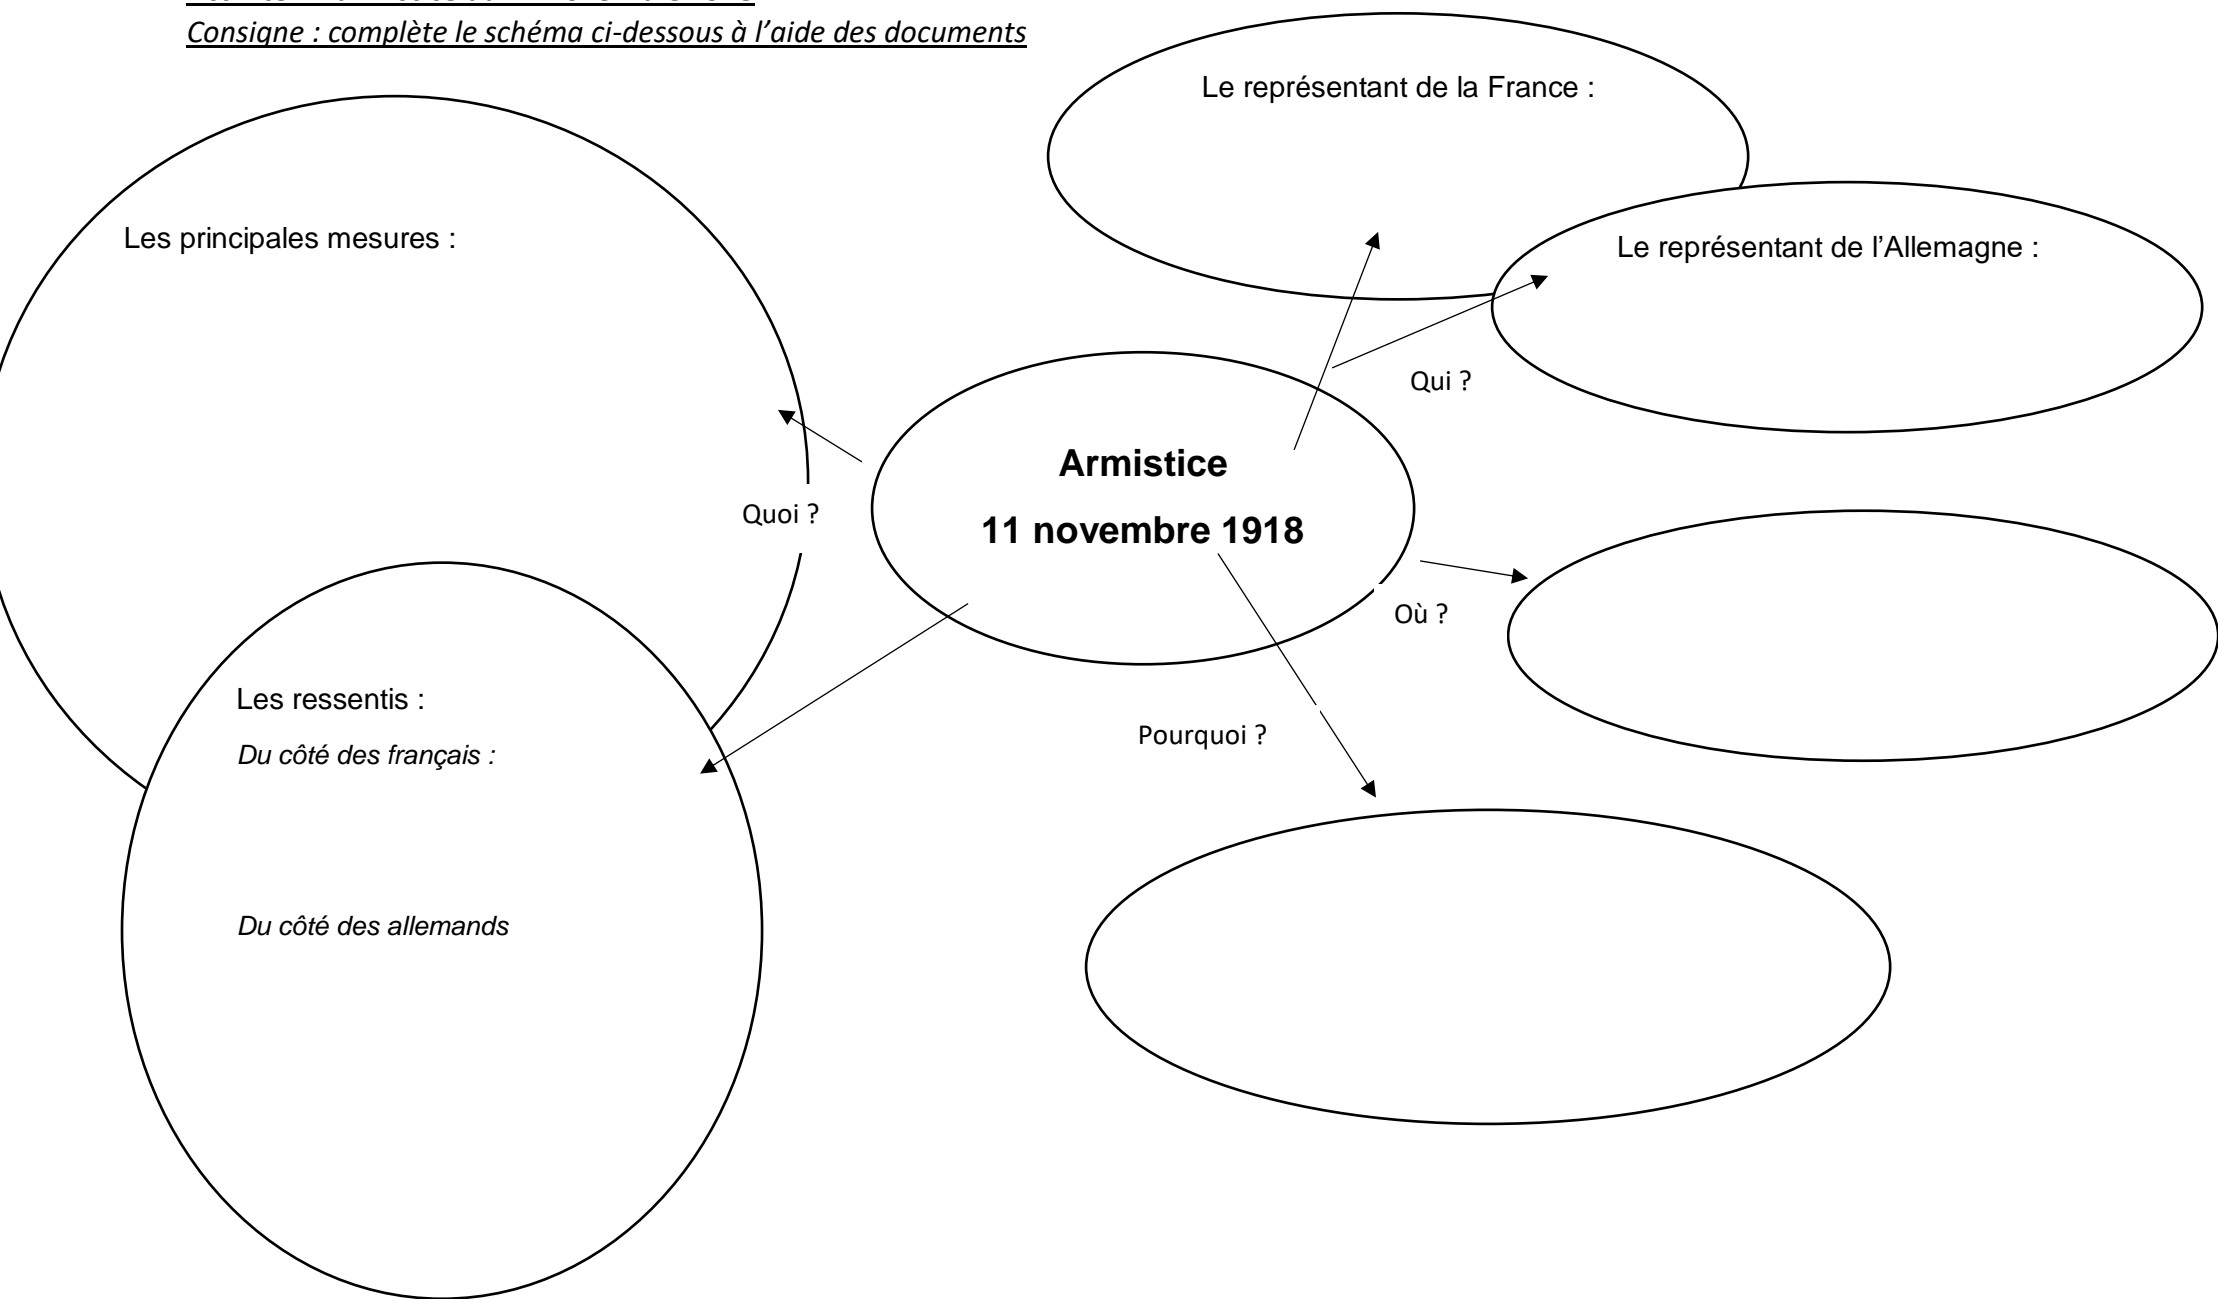 Consigne : complète le schéma ci-dessous à l’aide des documents
Le représentant de la France :
Les principales mesures :
Le représentant de l’Allemagne :
Qui ?
Armistice
11 novembre 1918
Quoi ?
Où ?
Les ressentis :
Du côté des français :
Pourquoi ?
Du côté des allemands